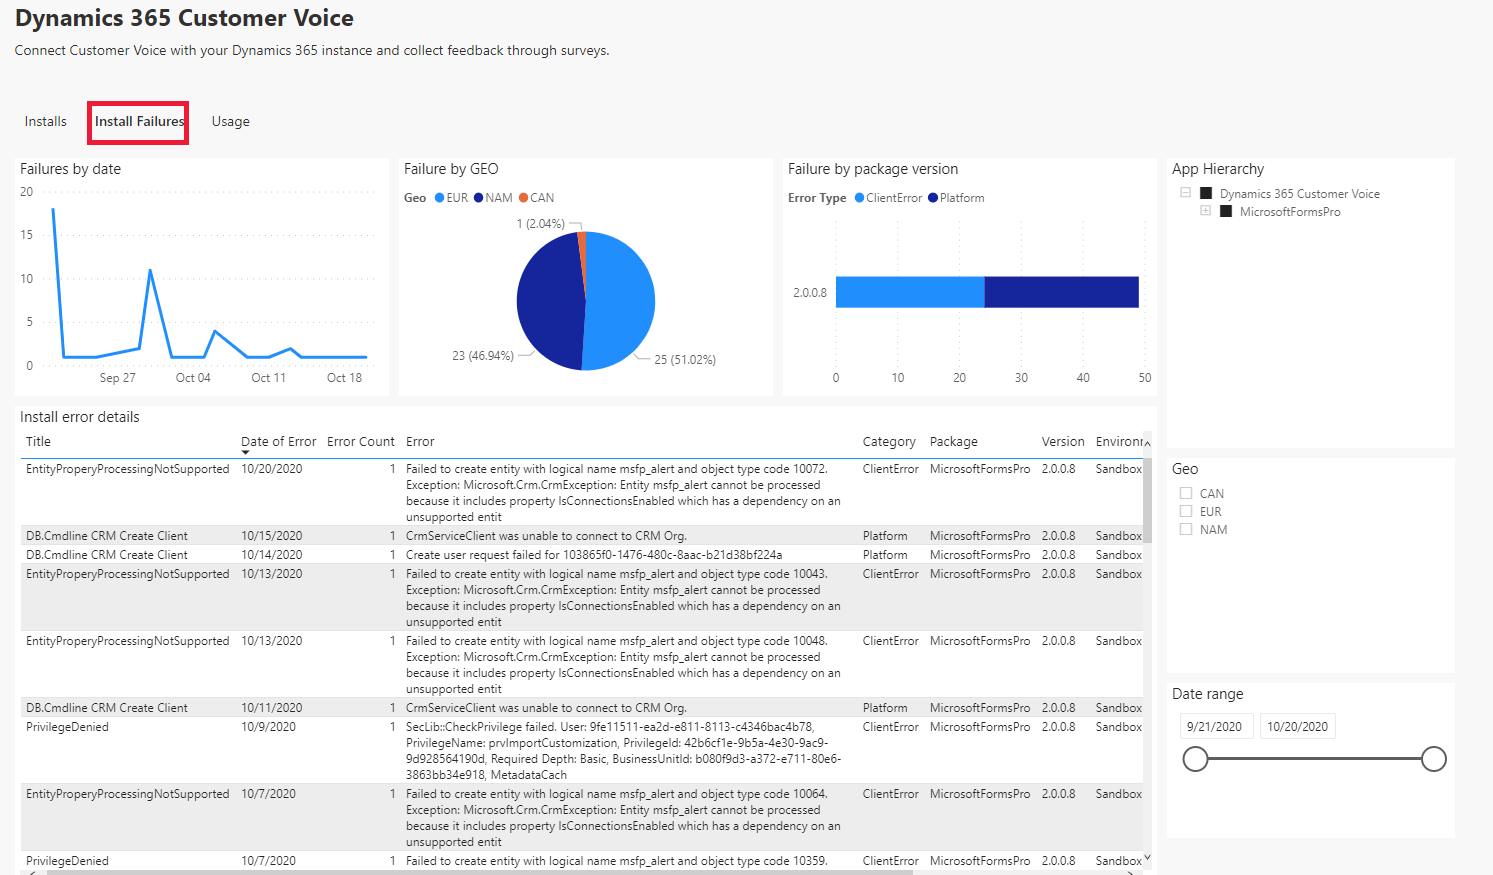 Dynamics 365 Customer Voice
Connect Customer Voice with your Dynamics 365 instance and collect feedback through surveys.
Installs Install Failures Usage
Failures by date
20
15
10
5
0
Sep 27 Oct 04 Oct 11 Oct 18
Failure by GEO
Geo EUR NAM CAN
1 (2.04%)
23 (46.94%)
25 (51.02%)
Failure by package version
Error Type ClientError Platform
2.0.0.8
0 10 20 30 40 50
App Hierarchy
Dynamics 365 Customer Voice
MicrosoftFormsPro
Install error details
Title Date of Error Error Count Error Category Package Version Environm
EntityProperyProcessingNotSupported 10/20/2020 1 Failed to create entity with logical name msfp_alert and object type code 10072. ClientError MicrosoftFormsPro 2.0.0.8 Sandbox
Exception: Microsoft.Crm.CrmException: Entity msfp_alert cannot be processed
because it includes property IsConnectionsEnabled which has a dependency on an
unsupported entit
DB.Cmdline CRM Create Client 10/15/2020 1 CrmServiceClient was unable to connect to CRM Org. Platform MicrosoftFormsPro 2.0.0.8 Sandbox
DB.Cmdline CRM Create Client 10/14/2020 1 Create user request failed for 103865f0-1476-480c-8aac-b21d38bf224a Platform MicrosoftFormsPro 2.0.0.8 Sandbox
EntityProperyProcessingNotSupported 10/13/2020 1 Failed to create entity with logical name msfp_alert and object type code 10043. ClientError MicrosoftFormsPro 2.0.0.8 Sandbox
Exception: Microsoft.Crm.CrmException: Entity msfp_alert cannot be processed
because it includes property IsConnectionsEnabled which has a dependency on an
unsupported entit
EntityProperyProcessingNotSupported 10/13/2020 1 Failed to create entity with logical name msfp_alert and object type code 10048. ClientError MicrosoftFormsPro 2.0.0.8 Sandbox
Exception: Microsoft.Crm.CrmException: Entity msfp_alert cannot be processed
because it includes property IsConnectionsEnabled which has a dependency on an
unsupported entit
DB.Cmdline CRM Create Client 10/11/2020 1 CrmServiceClient was unable to connect to CRM Org. Platform MicrosoftFormsPro 2.0.0.8 Sandbox
PrivilegeDenied 10/9/2020 1 SecLib::CheckPrivilege failed. User: 9fe11511-ea2d-e811-8113-c4346bac4b78, ClientError MicrosoftFormsPro 2.0.0.8 Sandbox
PrivilegeName: prvImportCustomization, PrivilegeId: 42b6cf1e-9b5a-4e30-9ac9-
9d928564190d, Required Depth: Basic, BusinessUnitId: b080f9d3-a372-e711-80e6-
3863bb34e918, MetadataCach
EntityProperyProcessingNotSupported 10/7/2020 1 Failed to create entity with logical name msfp_alert and object type code 10064. ClientError MicrosoftFormsPro 2.0.0.8 Sandbox
Exception: Microsoft.Crm.CrmException: Entity msfp_alert cannot be processed
because it includes property IsConnectionsEnabled which has a dependency on an
unsupported entit
PrivilegeDenied 10/7/2020 1 Failed to create entity with logical name msfp_alert and object type code 10359. ClientError MicrosoftFormsPro 2.0.0.8 Sandbox
Geo
CAN
EUR
NAM
Date range
9/21/2020 10/20/2020